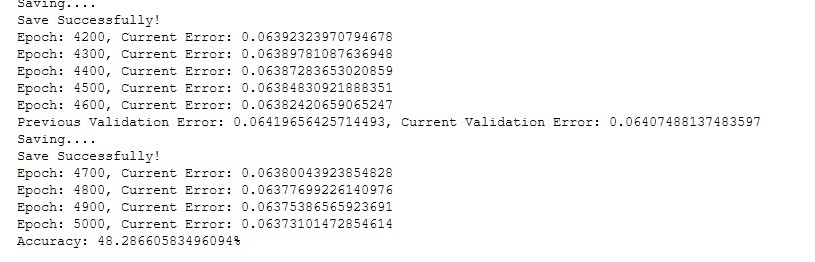 Saving....
Save Successfully!
Epoch: 4200, Current Error: 0.06392323970794678
Epoch: 4300, Current Error: 0.06389781087636948
Epoch: 4400, Current Error: 0.06387283653020859
Epoch: 4500, Current Error: 0.06384830921888351
Epoch: 4600, Current Error: 0.06382420659065247
Previous Validation Error: 0.06419656425714493, Current Validation Error: 0.06407488137483597
Saving....
Save Successfully!
Epoch: 4700, Current Error: 0.06380043923854828
Epoch: 4800, Current Error: 0.06377699226140976
Epoch: 4900, Current Error: 0.06375386565923691
Epoch: 5000, Current Error: 0.06373101472854614
Accuracy: 48.28660583496094%